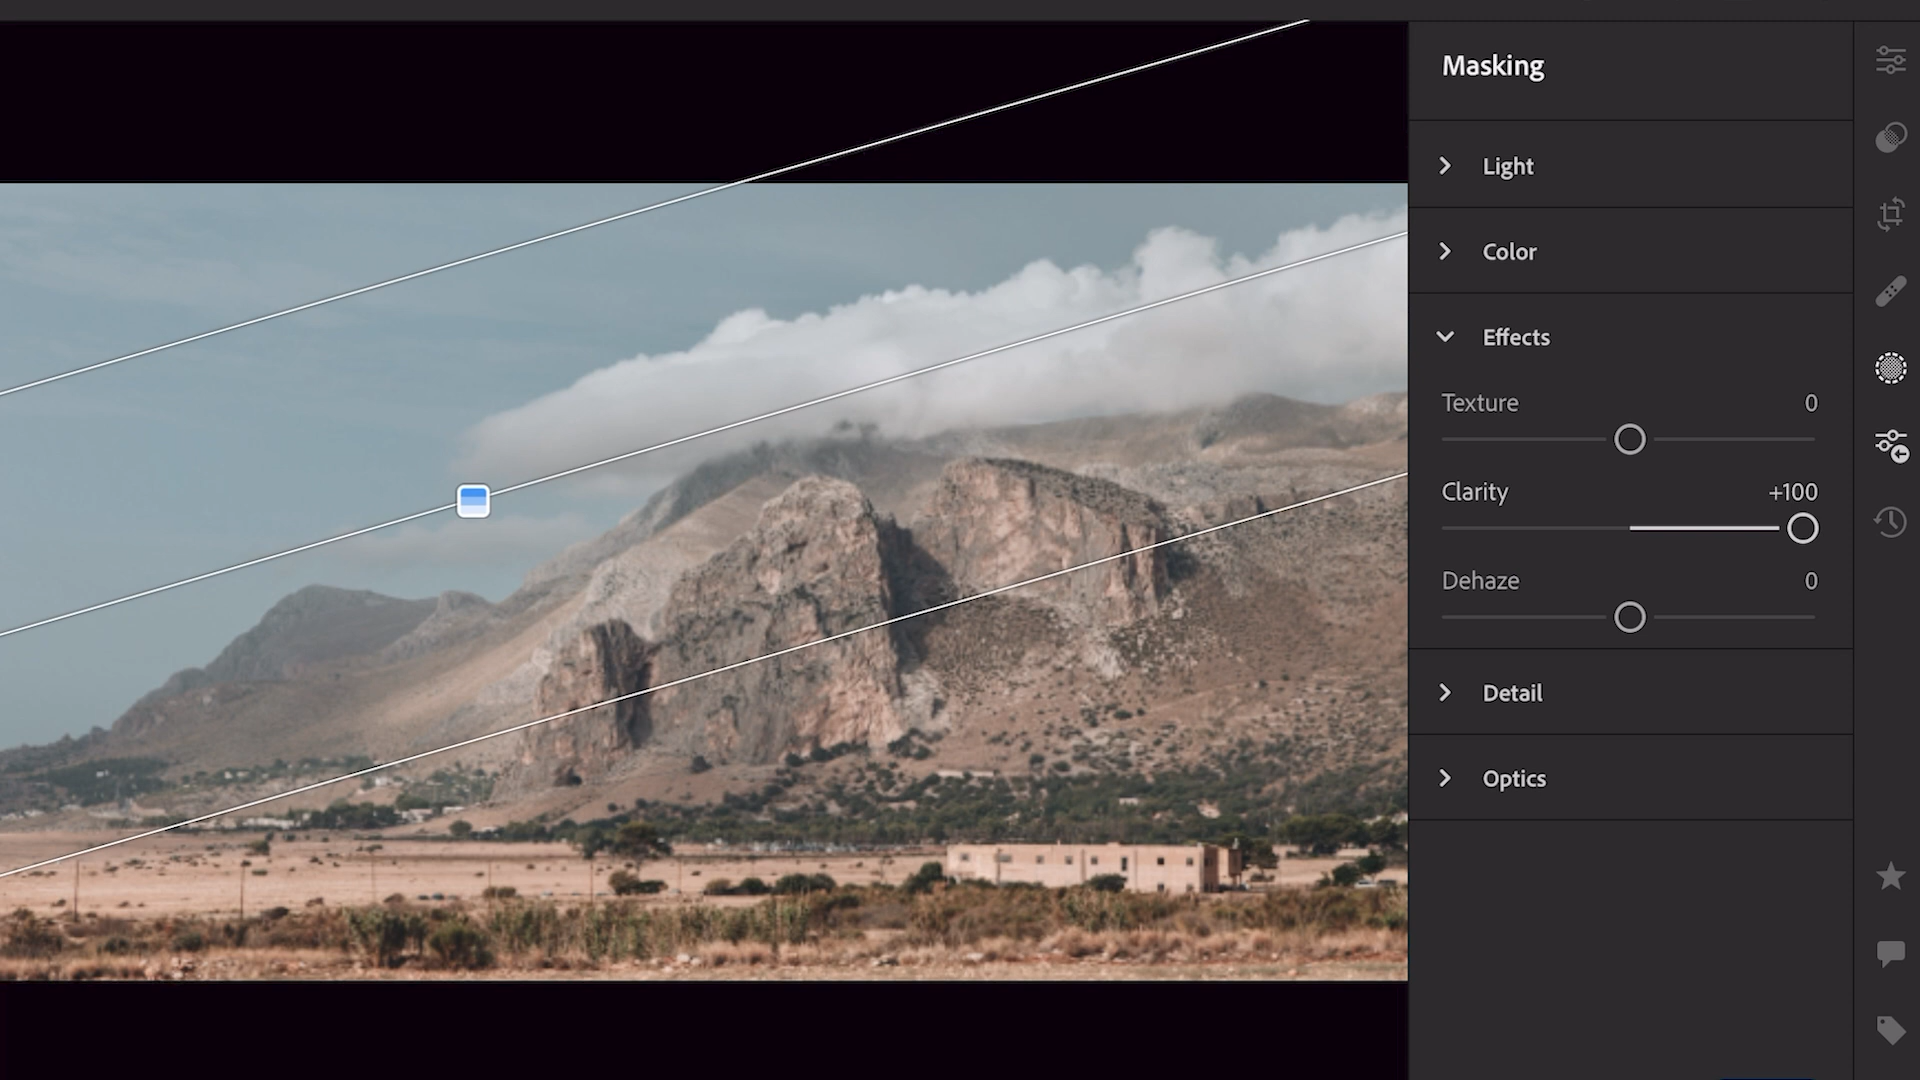 Masking
Light
Color
Effects
Texture 0
Clarity +100
Dehaze 0
Detail
Optics